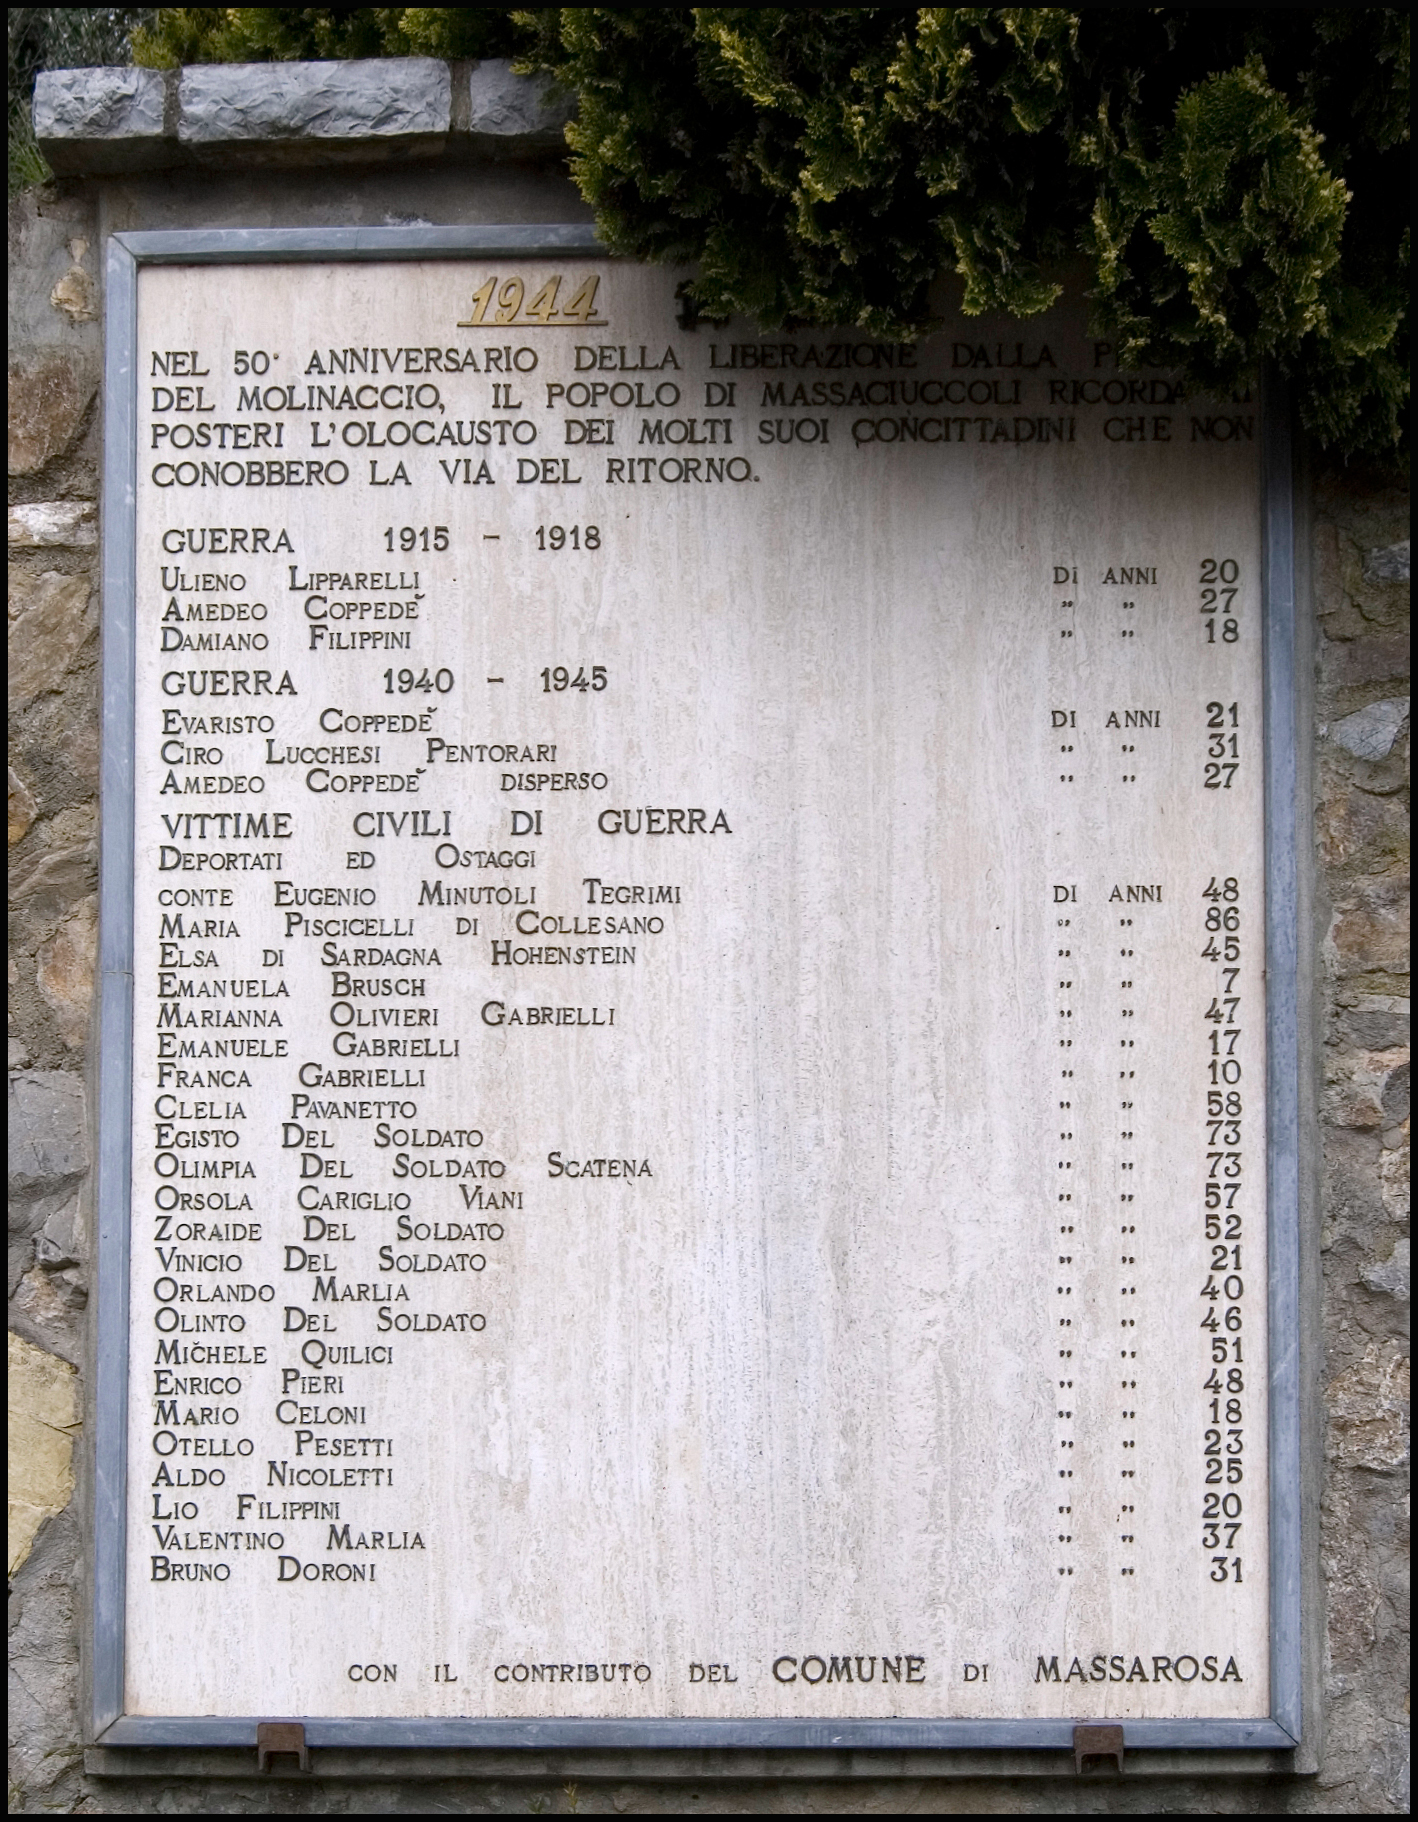 1944
NEL 50° ANNIVERSARIO DELLA LIBERAZIONE DALLA
DEL MOLINACCIO, IL POPOLO DI MASSACIUCCOLI RICORDA AI
POSTERI L'OLOCAUSTO DEI MOLTI SUOI CONCITTADINI CHE NON
CONOBBERO LA VIA DEL RITORNO.
GUERRA 1915 - 1918
ULIENO LIPPARELLI DI ANNI 20
AMEDEO COPPEDE˘ " " 27
DAMIANO FILIPPINI " " 18
GUERRA 1940 - 1945
EVARISTO COPPEDE˘ DI ANNI 21
CIRO LUCCHESI PENTORARI " " 31
AMEDEO COPPEDE˘ DISPERSO " " 27
VITTIME CIVILI DI GUERRA
DEPORTATI ED OSTAGGI
CONTE EUGENIO MINUTOLI TEGRIMI DI ANNI 48
MARIA PISCICELLI DI COLLESANO " " 86
ELSA DI SARDAGNA HOHENSTEIN " " 45
EMANUELA BRUSCH " " 7
MARIANNA OLIVIERI GABRIELLI " " 47
EMANUELE GABRIELLI " " 17
FRANCA GABRIELLI " " 10
CLELIA PAVANETTO " " 58
EGISTO DEL SOLDATO " " 73
OLIMPIA DEL SOLDATO SCATENA " " 73
ORSOLA CARIGLIO VIANI " " 57
ZORAIDE DEL SOLDATO " " 52
VINICIO DEL SOLDATO " " 21
ORLANDO MARLIA " " 40
OLINTO DEL SOLDATO " " 46
MICHELE QUILICI " " 51
ENRICO PIERI " " 48
MARIO CELONI " " 18
OTELLO PESETTI " " 23
ALDO NICOLETTI " " 25
LIO FILIPPINI " " 20
VALENTINO MARLIA " " 37
BRUNO DORONI " " 31
CON IL CONTRIBUTO DEL COMUNE DI MASSAROSA